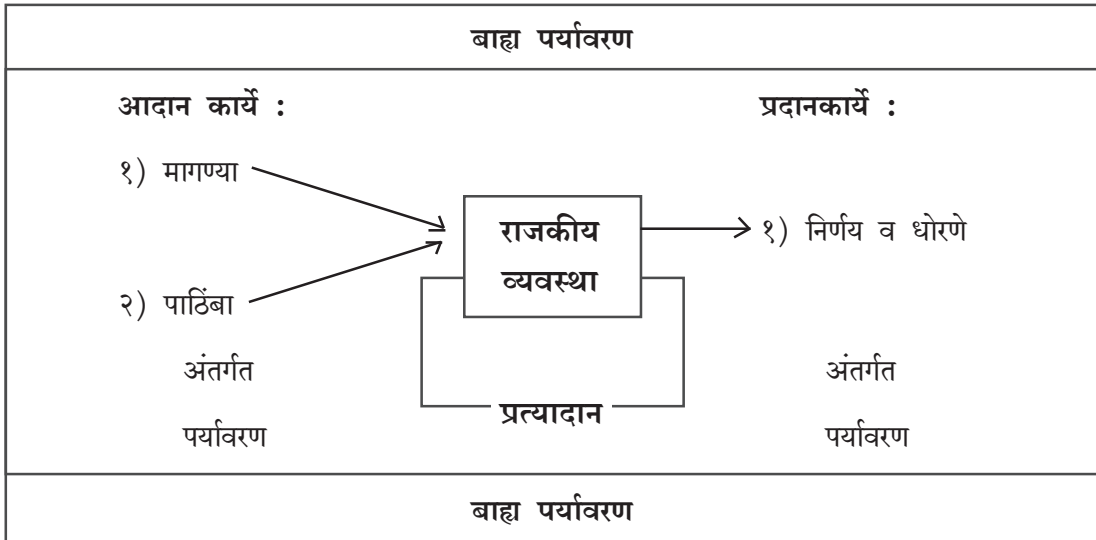 बाह्य पर्यावरण
आदान कार्ये :
प्रदानकार्ये :
१) मागण्या
राजकीय
व्यवस्था
१) निर्णय व धोरणे
२) पाठिंबा
अंतर्गत
पर्यावरण
प्रत्यादान
अंतर्गत
पर्यावरण
बाह्य पर्यावरण